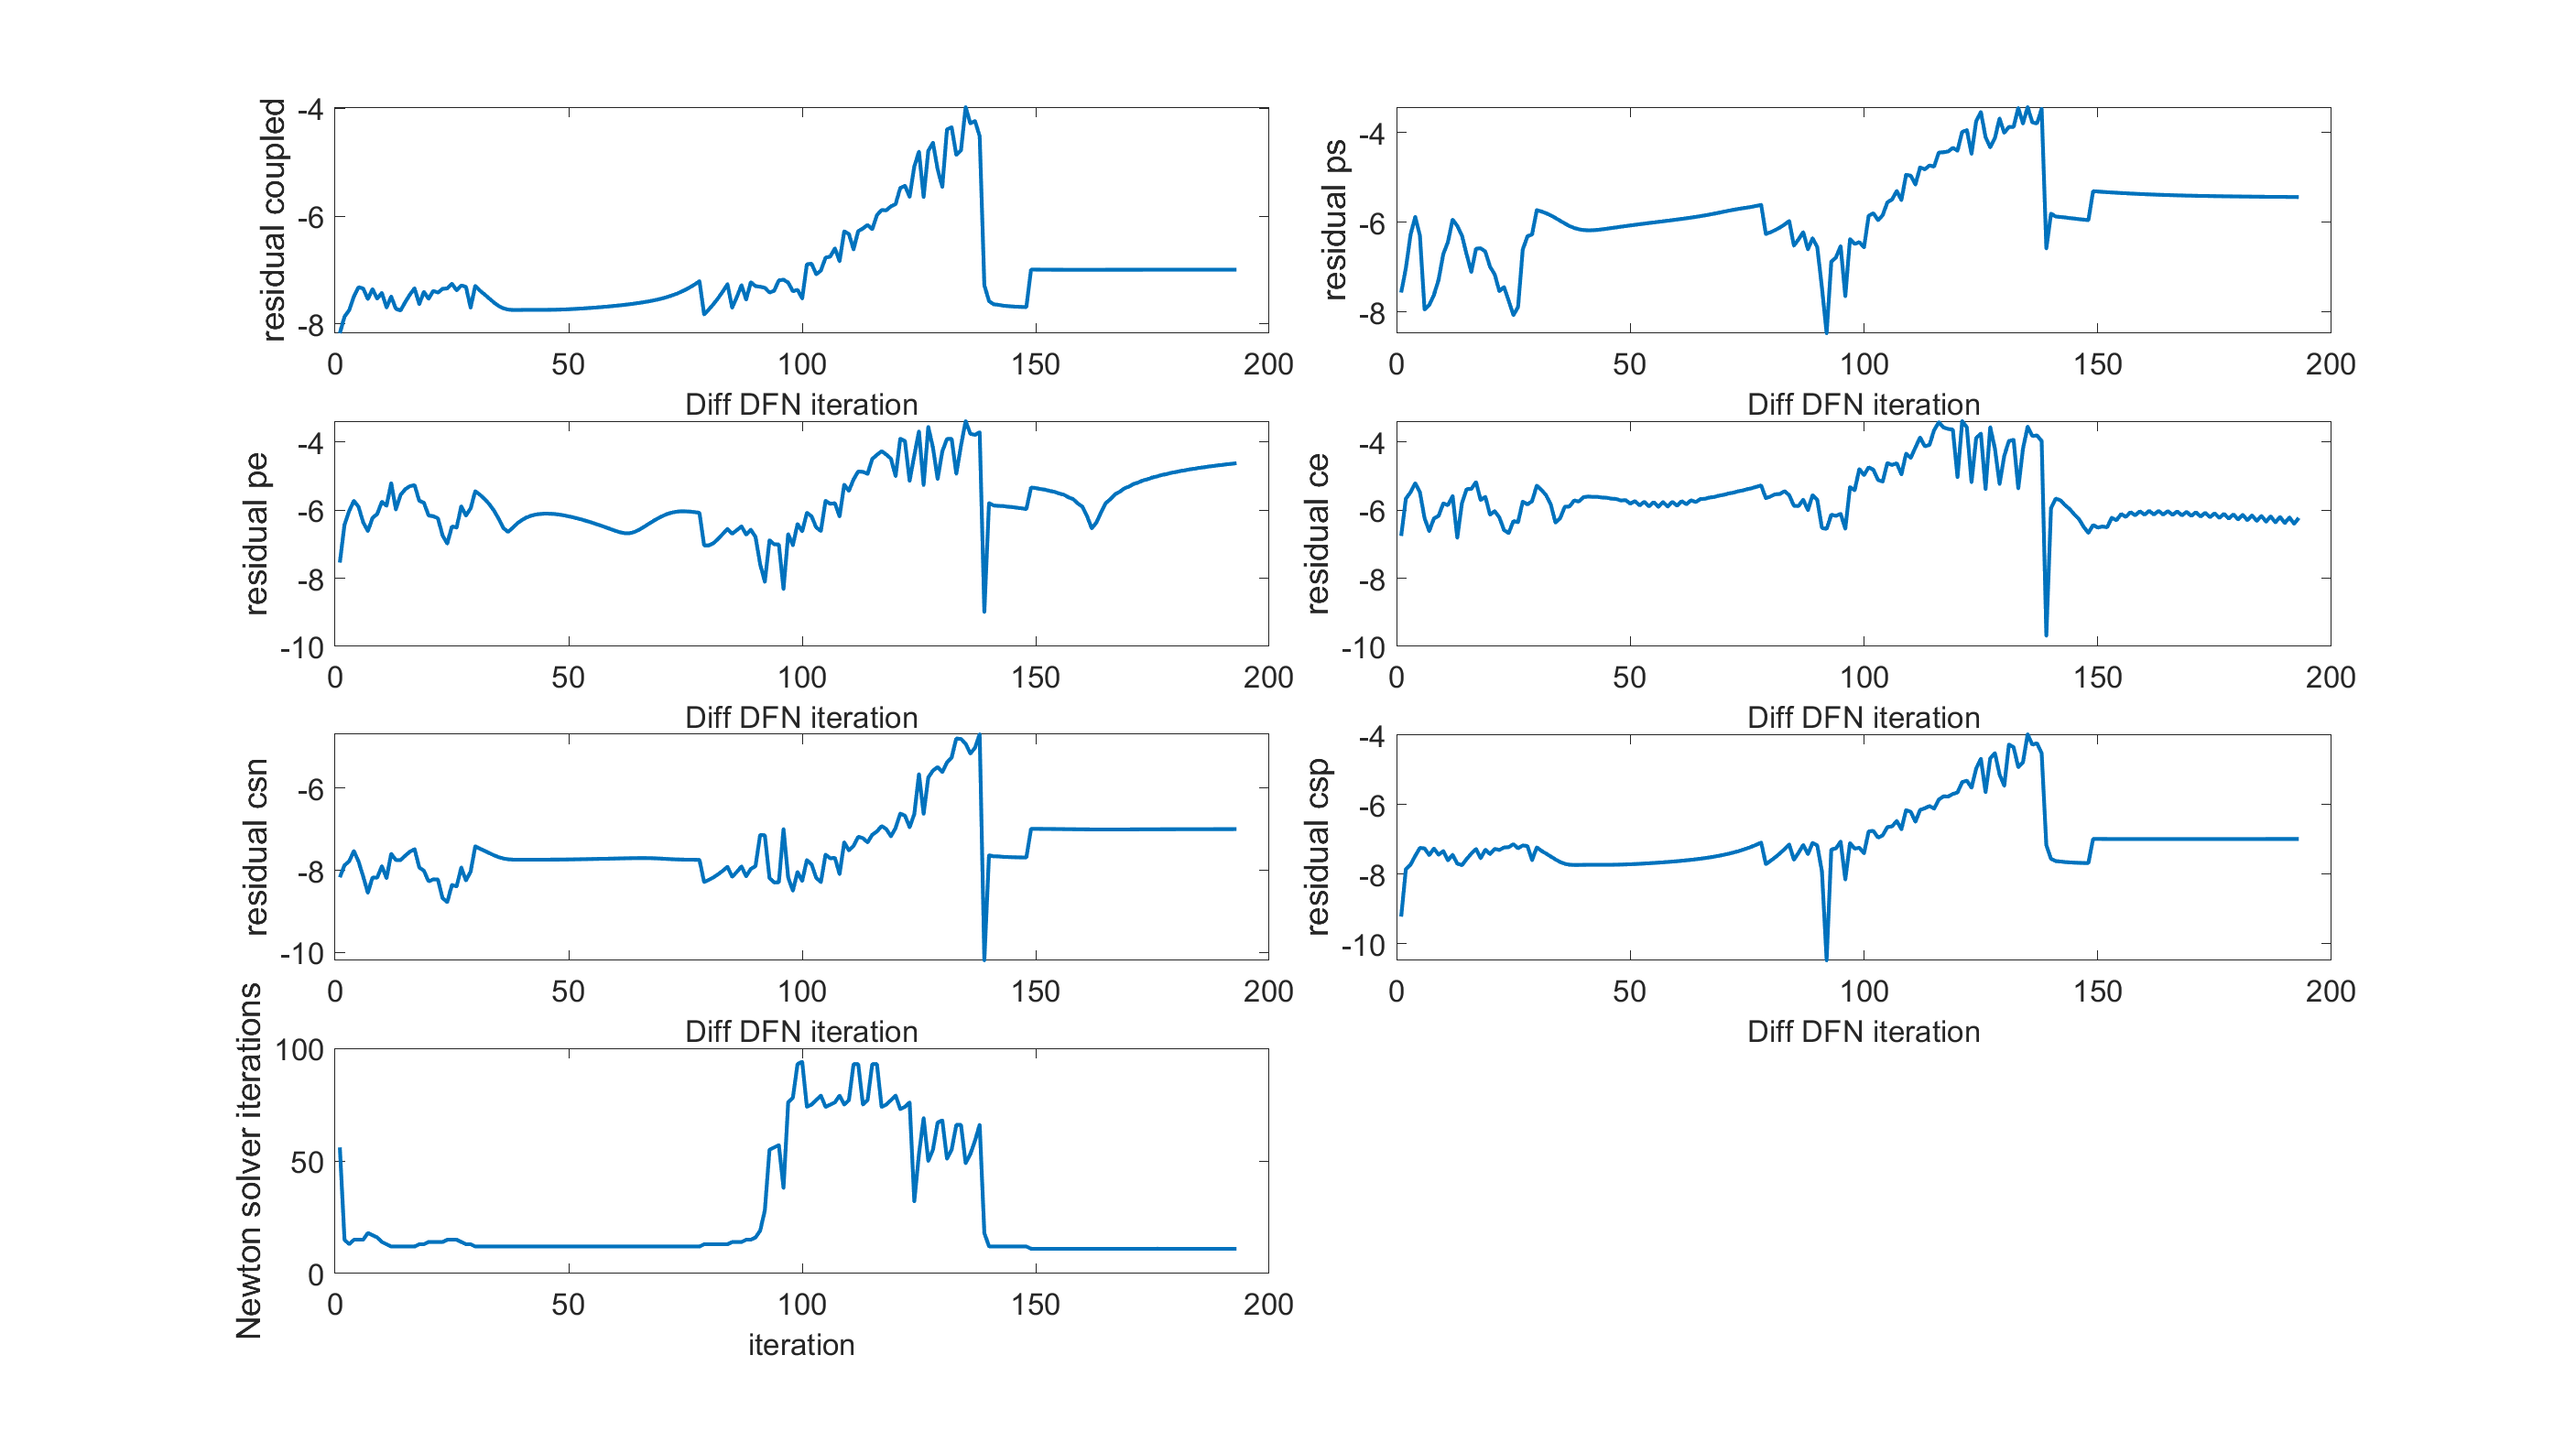 residual coupled
-4
-6
-8
0 50 100 150 200
Diff DFN iteration
residual ps
-4
-6
-8
0 50 100 150 200
Diff DFN iteration
residual pe
-4
-6
-8
-10
0 50 100 150 200
Diff DFN iteration
residual ce
-4
-6
-8
-10
0 50 100 150 200
Diff DFN iteration
residual csn
-6
-8
-10
0 50 100 150 200
Diff DFN iteration
residual csp
-4
-6
-8
-10
0 50 100 150 200
Diff DFN iteration
Newton solver iterations
100
50
0
0 50 100 150 200
iteration